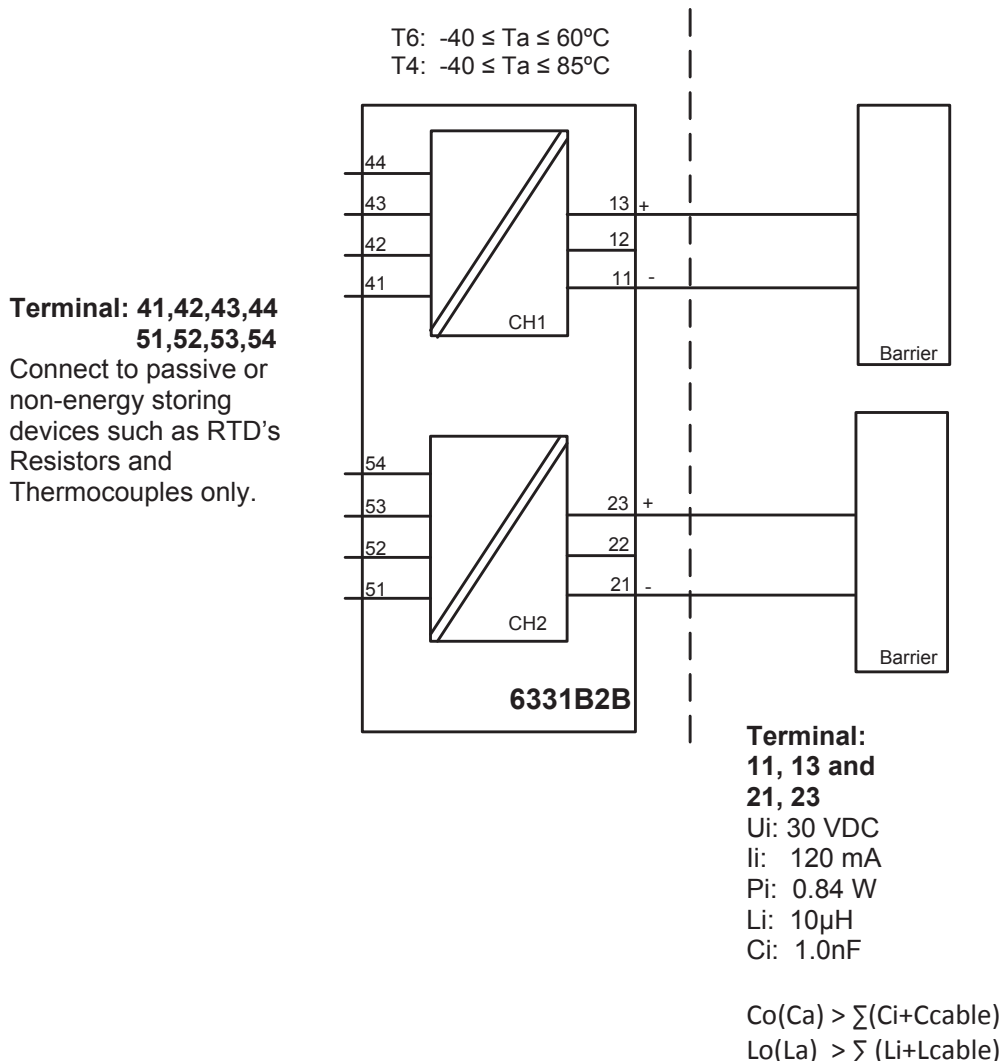 T6: -40 ≤ Ta ≤ 60ºC
T4: -40 ≤ Ta ≤ 85ºC
44
43
42
41
13 +
12
11 -
CH1
Barrier
Terminal: 41,42,43,44
51,52,53,54
Connect to passive or
non-energy storing
devices such as RTD's
Resistors and
Thermocouples only.
54
53
52
51
23 +
22
21 -
CH2
Barrier
6331B2B
Terminal:
11, 13 and
21, 23
Ui: 30 VDC
Ii: 120 mA
Pi: 0.84 W
Li: 10µH
Ci: 1.0nF
Co(Ca) > ∑(Ci+Ccable)
Lo(La) > ∑ (Li+Lcable)